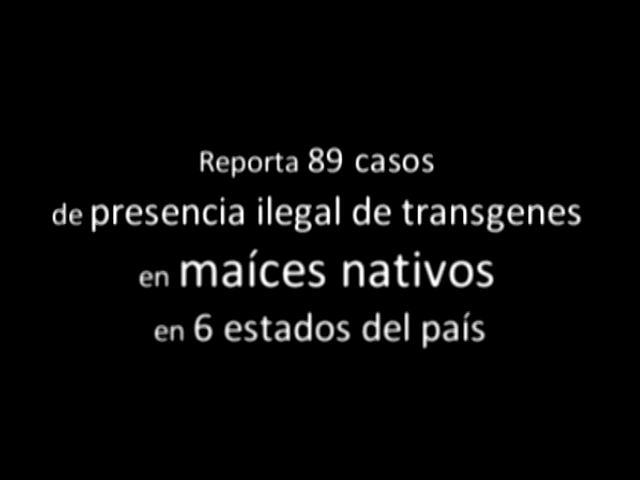 Reporta 89 casos
de presencia ilegal de transgenes
en maíces nativos
en 6 estados del país